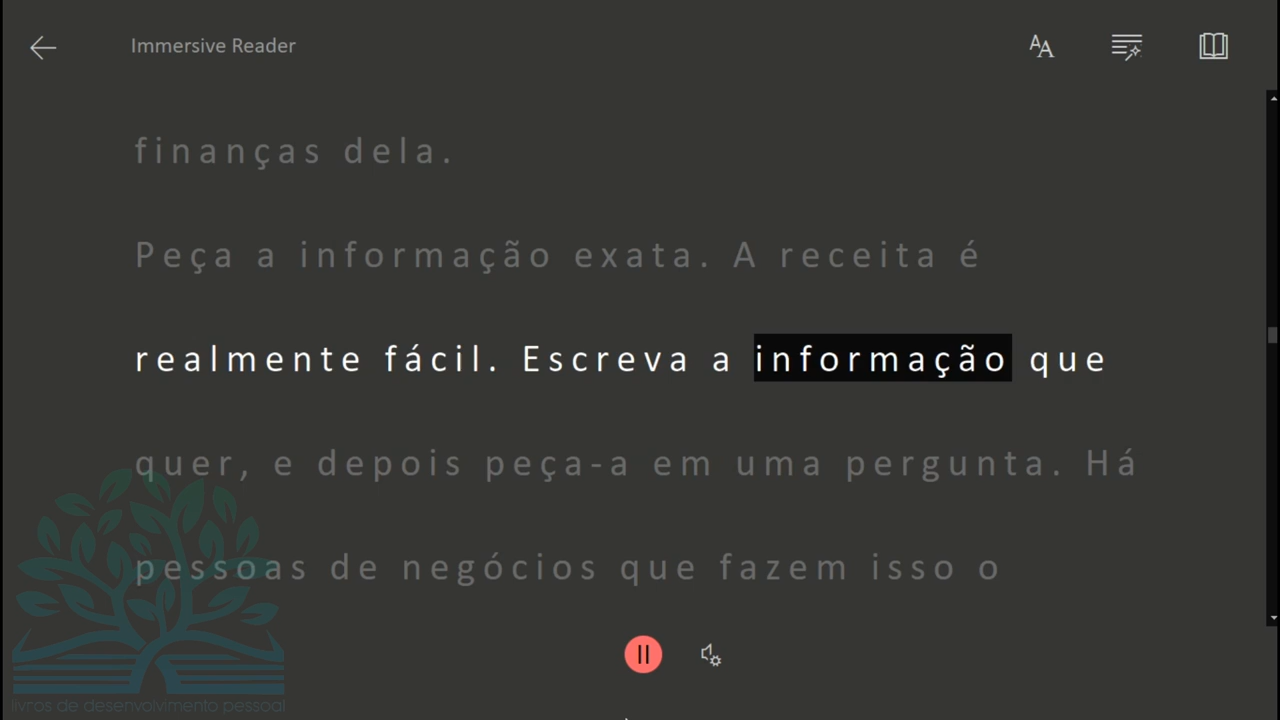 Immersive Reader
finanças dela.
Peça a informação exata. A receita é
realmente fácil. Escreva a informação que
quer, e depois peça-a em uma pergunta. Há
pessoas de negócios que fazem isso o
livros de desenvolvimento pessoal